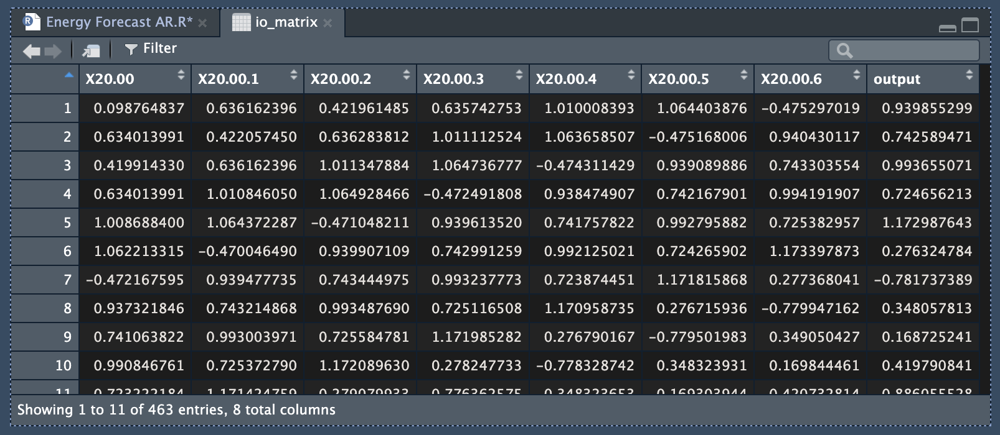 Energy Forecast AR.R* io_matrix
Filter
X20.00 X20.00.1 X20.00.2 X20.00.3 X20.00.4 X20.00.5 X20.00.6 output
1 0.098764837 0.636162396 0.421961485 0.635742753 1.010008393 1.064403876 −0.475297019 0.939855299
2 0.634013991 0.422057450 0.636283812 1.011112524 1.063658507 −0.475168006 0.940430117 0.742589471
3 0.419914330 0.636162396 1.011347884 1.064736777 −0.474311429 0.939089886 0.743303554 0.993655071
4 0.634013991 1.010846050 1.064928466 −0.472491808 0.938474907 0.742167901 0.994191907 0.724656213
5 1.008688400 1.064372287 −0.471048211 0.939613520 0.741757822 0.992795882 0.725382957 1.172987643
6 1.062213315 −0.470046490 0.939907109 0.742991259 0.992125021 0.724265902 1.173397873 0.276324784
7 −0.472167595 0.939477735 0.743444975 0.993237773 0.723874451 1.171815868 0.277368041 −0.781737389
8 0.937321846 0.743214868 0.993487690 0.725116508 1.170958735 0.276715936 −0.779947162 0.348057813
9 0.741063822 0.993003971 0.725584781 1.171985282 0.276790167 −0.779501983 0.349050427 0.168725241
10 0.990846761 0.725372790 1.172089630 0.278247733 −0.778328742 0.348323931 0.169844461 0.419790841
11
Showing 1 to 11 of 463 entries, 8 total columns